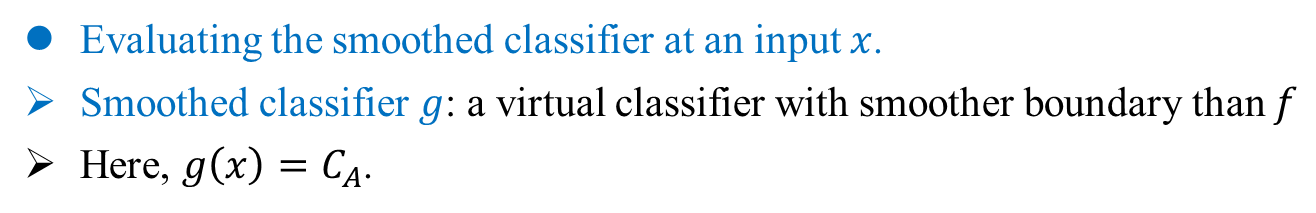 ● Evaluating the smoothed classifier at an input 𝑥.
➢ Smoothed classifier 𝑔: a virtual classifier with smoother boundary than 𝑓
➢ Here, 𝑔(𝑥) = 𝐶_𝐴.